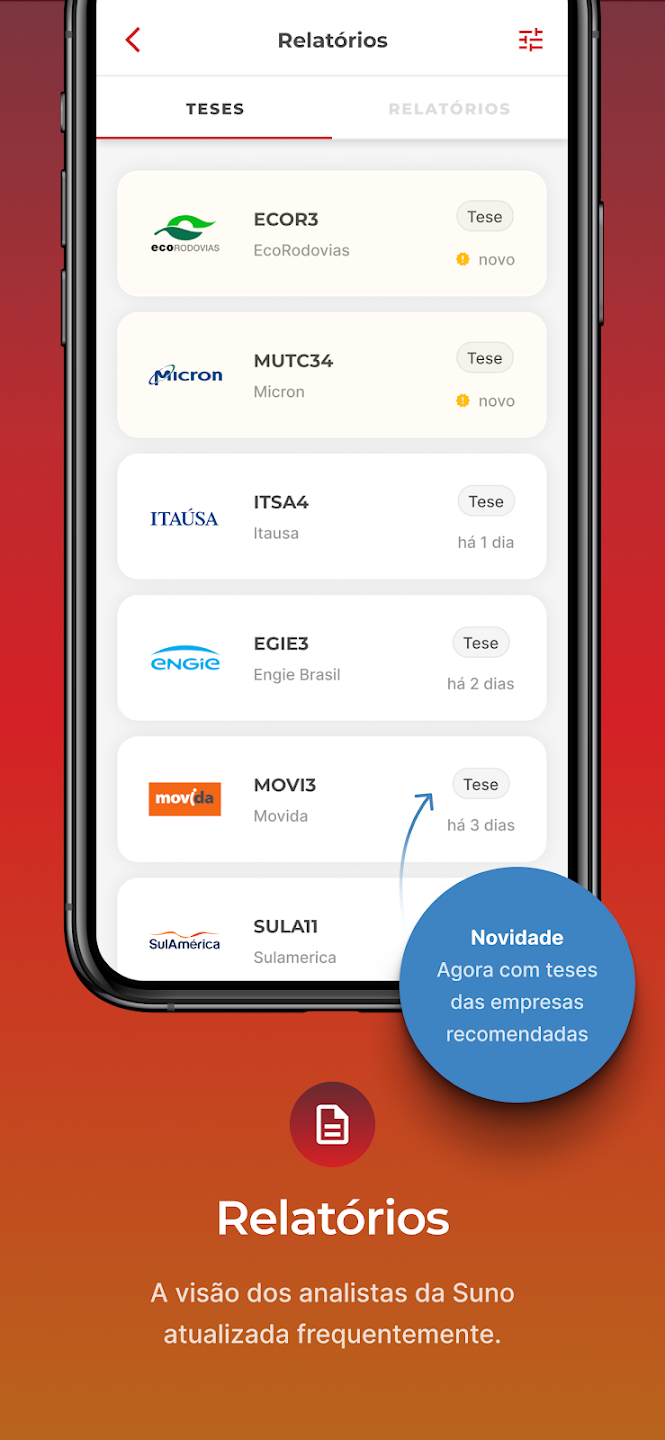 Relatórios
TESES
RELATÓRIOS
ecoRODOVIAS
ECOR3
EcoRodovias
Tese
novo
Micron
MUTC34
Micron
Tese
novo
ITAÚSA
ITSA4
Itausa
Tese
há 1 dia
ENGIE
EGIE3
Engie Brasil
Tese
há 2 dias
movida
MOVI3
Movida
Tese
há 3 dias
SulAmérica
SULA11
Sulamerica
Novidade
Agora com teses
das empresas
recomendadas
Relatórios
A visão dos analistas da Suno
atualizada frequentemente.